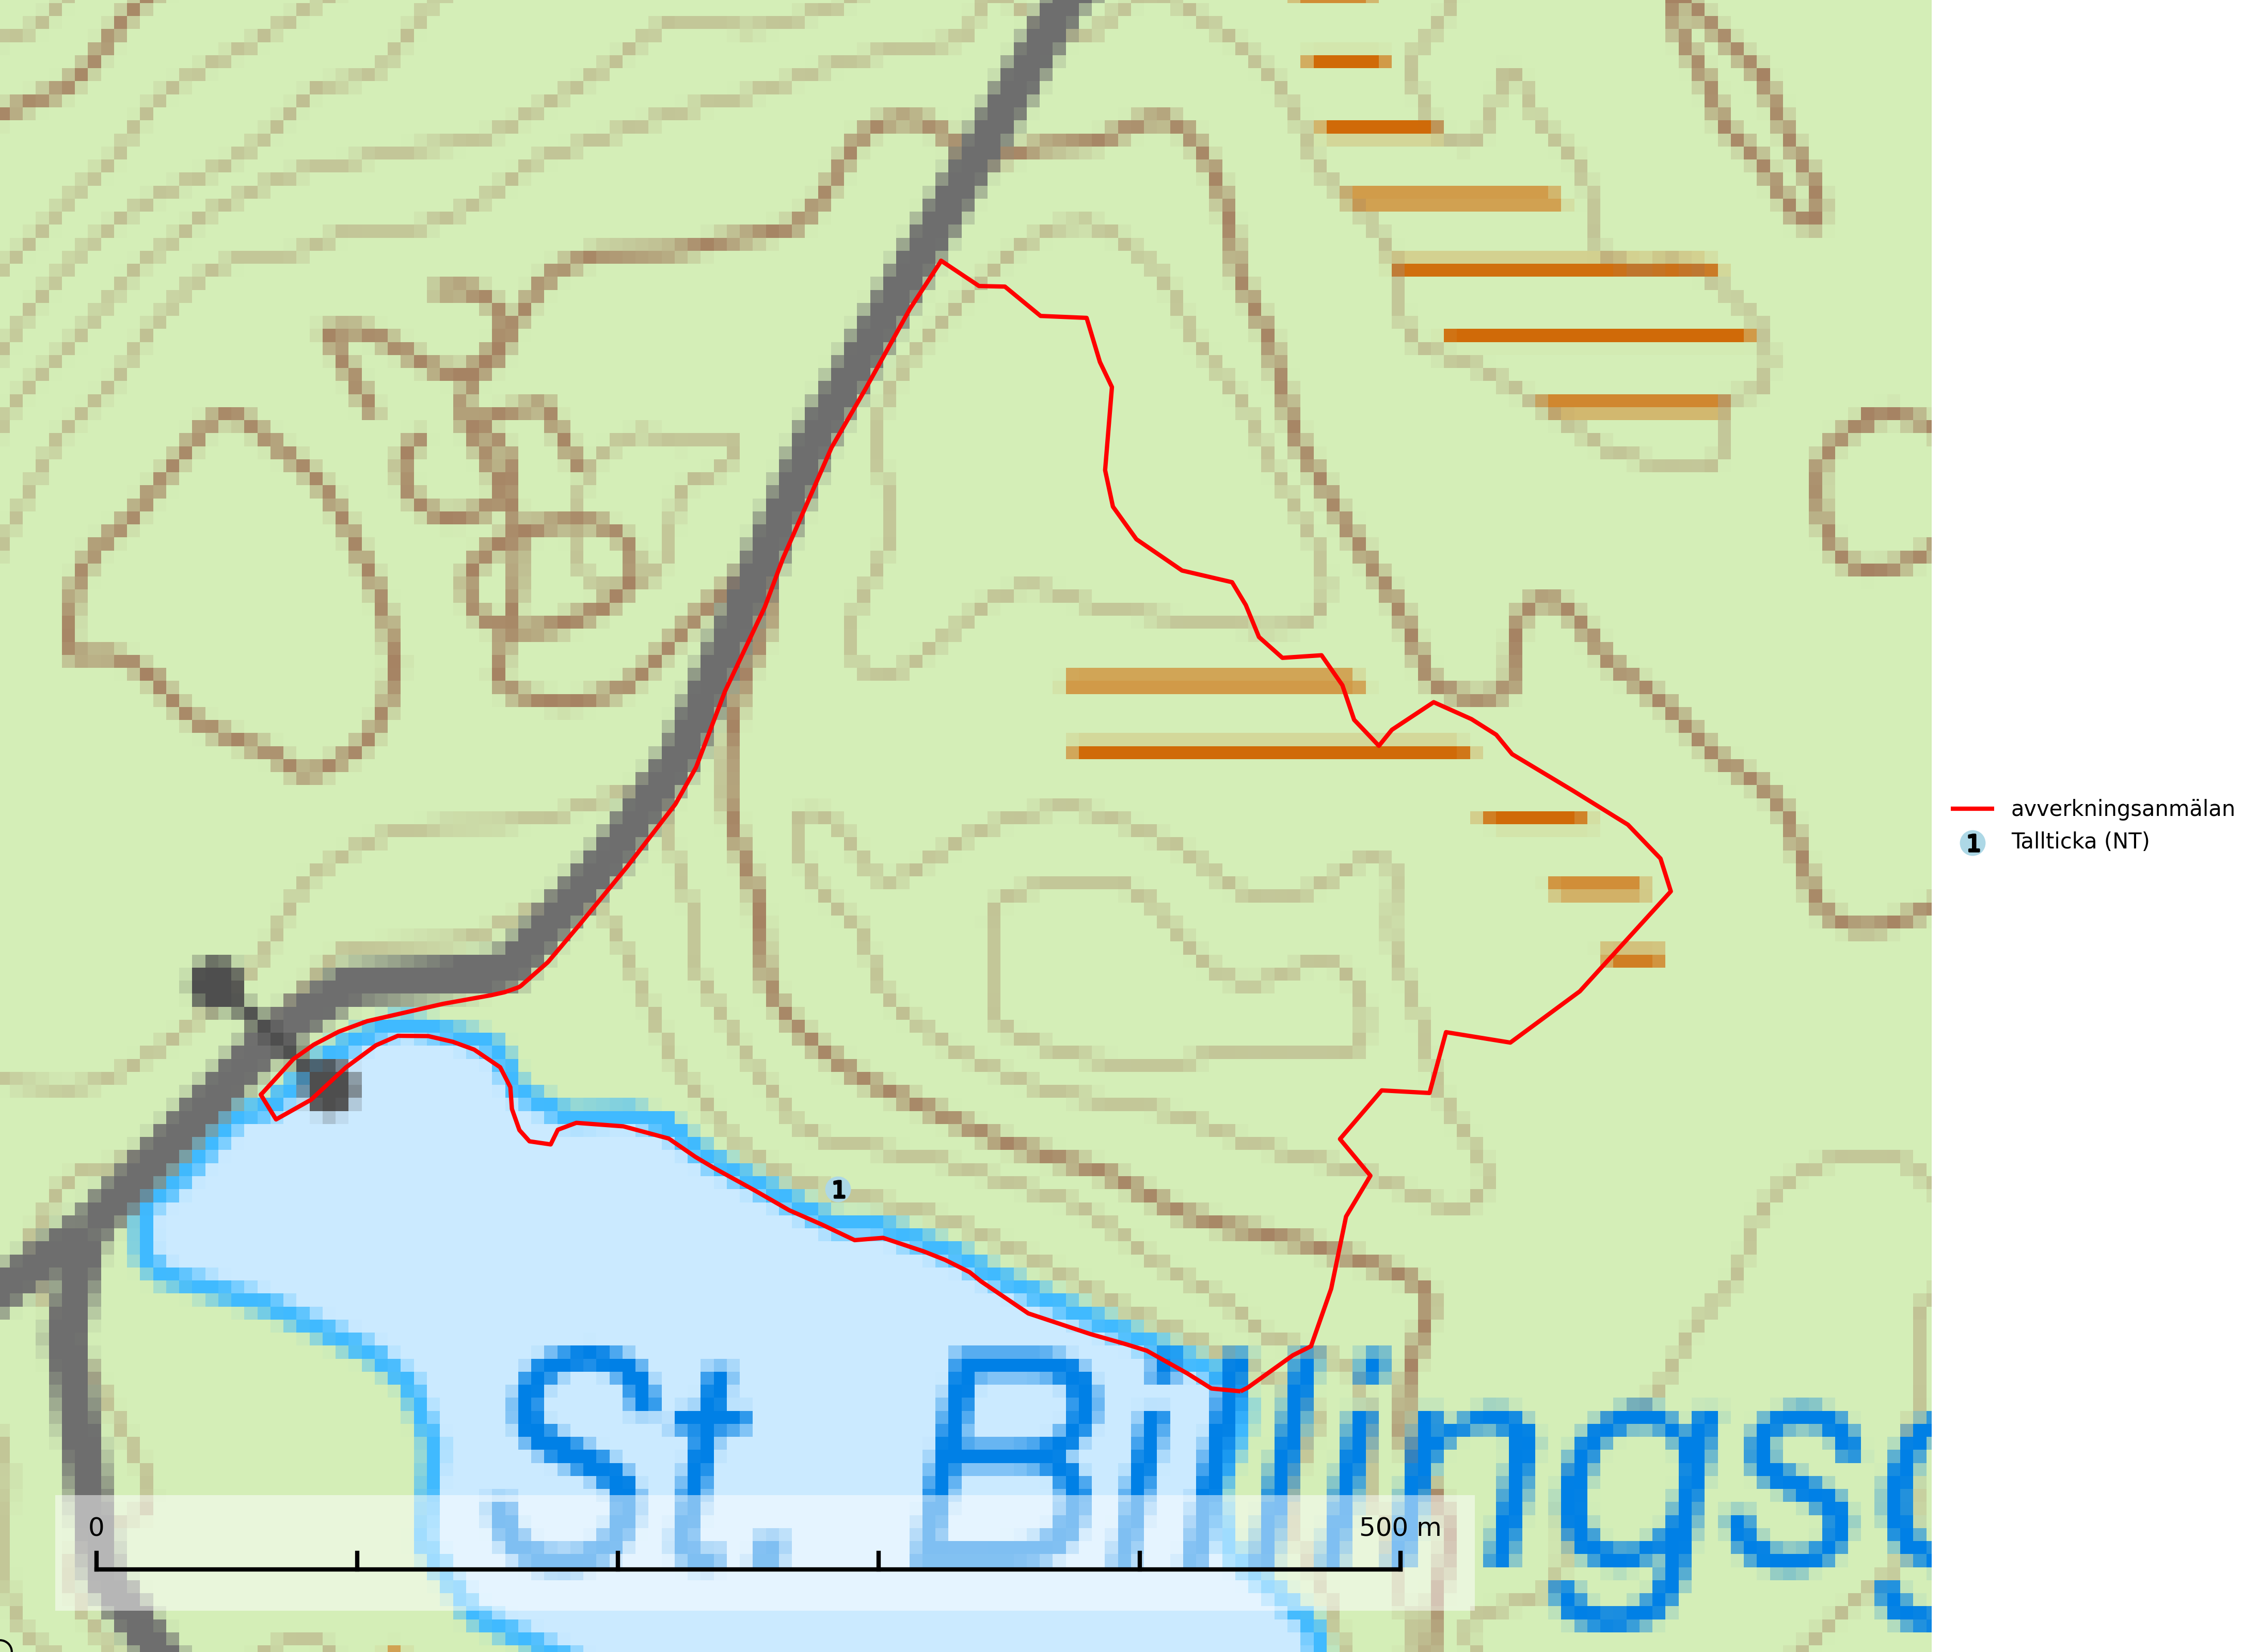 avverkningsanmälan
1 Tallticka (NT)
1
St. Billings
0 500 m